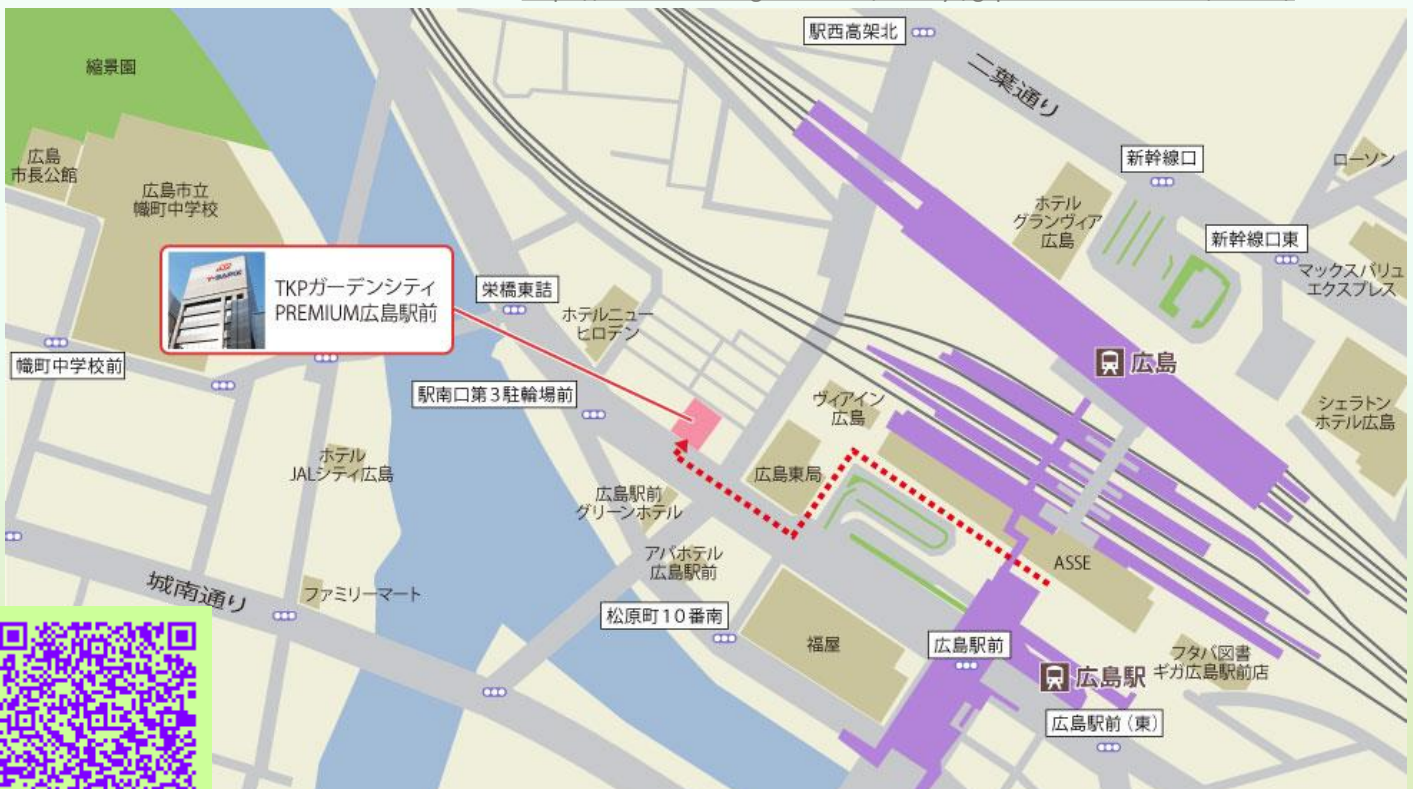 駅西高架北
二葉通り
縮景園
新幹線口
ローソン
広島
市長公館
広島市立
幟町中学校
ホテル
グランヴィア
広島
新幹線口東
マックスバリュ
エクスプレス
TKPガーデンシティ
PREMIUM広島駅前
栄橋東詰
ホテルニュー
ヒロデン
幟町中学校前
駅南口第3駐輪場前
広島
ヴィアイン
広島
シェラトン
ホテル広島
ホテル
JALシティ広島
広島東局
広島駅前
グリーンホテル
アパホテル
広島駅前
ASSE
城南通り
ファミリーマート
松原町10番南
福屋
広島駅前
広島駅
フタバ図書
ギガ広島駅前店
広島駅前(東)